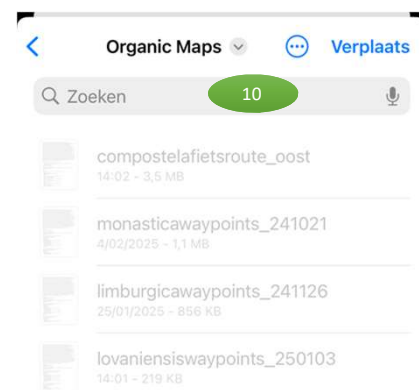 Organic Maps
Verplaats
Zoeken
10
compostelafietsroute_oost
14:02 - 3,5 MB
monasticawaypoints_241021
4/02/2025 - 1,1 MB
limburgicawaypoints_241126
25/01/2025 - 856 KB
lovaniensiswaypoints_250103
14:01 - 219 KB